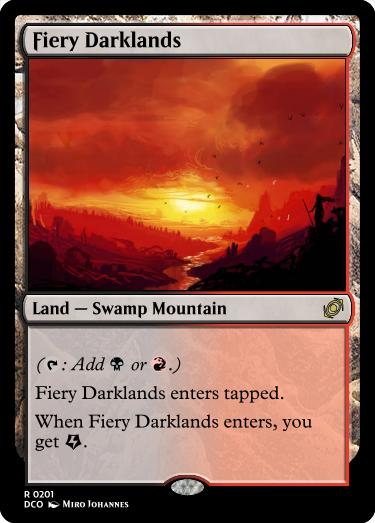 Fiery Darklands
Land — Swamp Mountain
(: Add or .)
Fiery Darklands enters tapped.
When Fiery Darklands enters, you
get .
R 0201
DCO Miro Johannes